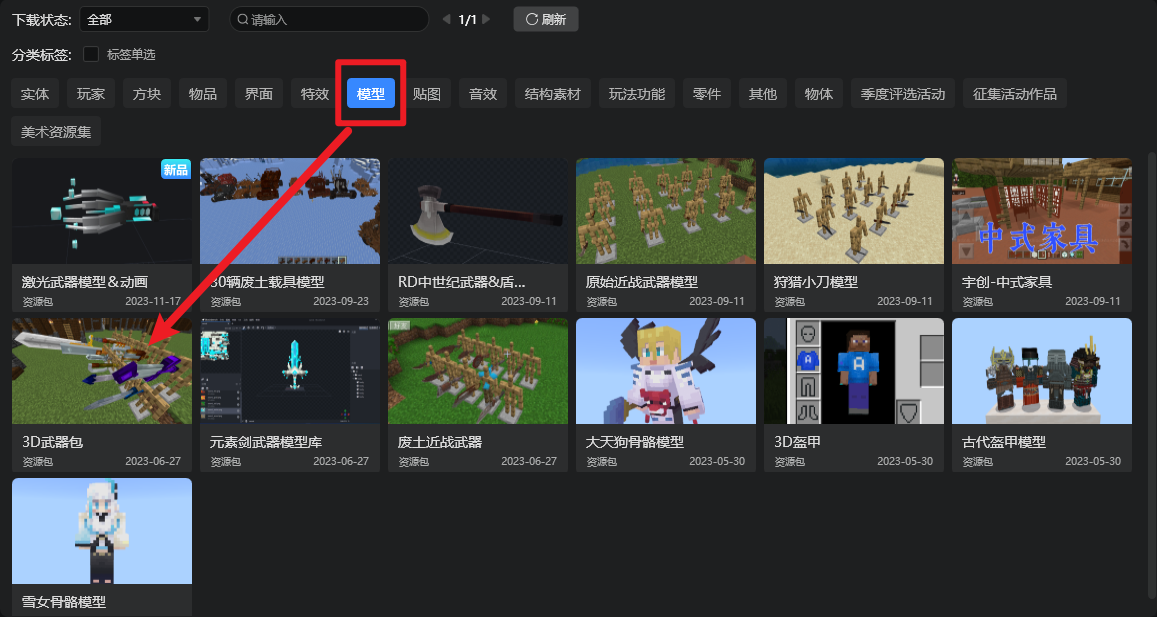 下载状态: 全部 请输入 1/1 刷新
分类标签: 标签单选
实体 玩家 方块 物品 界面 特效 模型 贴图 音效 结构素材 玩法功能 零件 其他 物体 季度评选活动 征集活动作品
美术资源集
新品
中式家具
激光武器模型&动画 30辆废土载具模型 RD中世纪武器&盾... 原始近战武器模型 狩猎小刀模型 宇创-中式家具
资源包 2023-11-17 资源包 2023-09-23 资源包 2023-09-11 资源包 2023-09-11 资源包 2023-09-11 资源包 2023-09-11
3D武器包 元素剑武器模型库 废土近战武器 大天狗骨骼模型 3D盔甲 古代盔甲模型
资源包 2023-06-27 资源包 2023-06-27 资源包 2023-06-27 资源包 2023-05-30 资源包 2023-05-30 资源包 2023-05-30
雪女骨骼模型